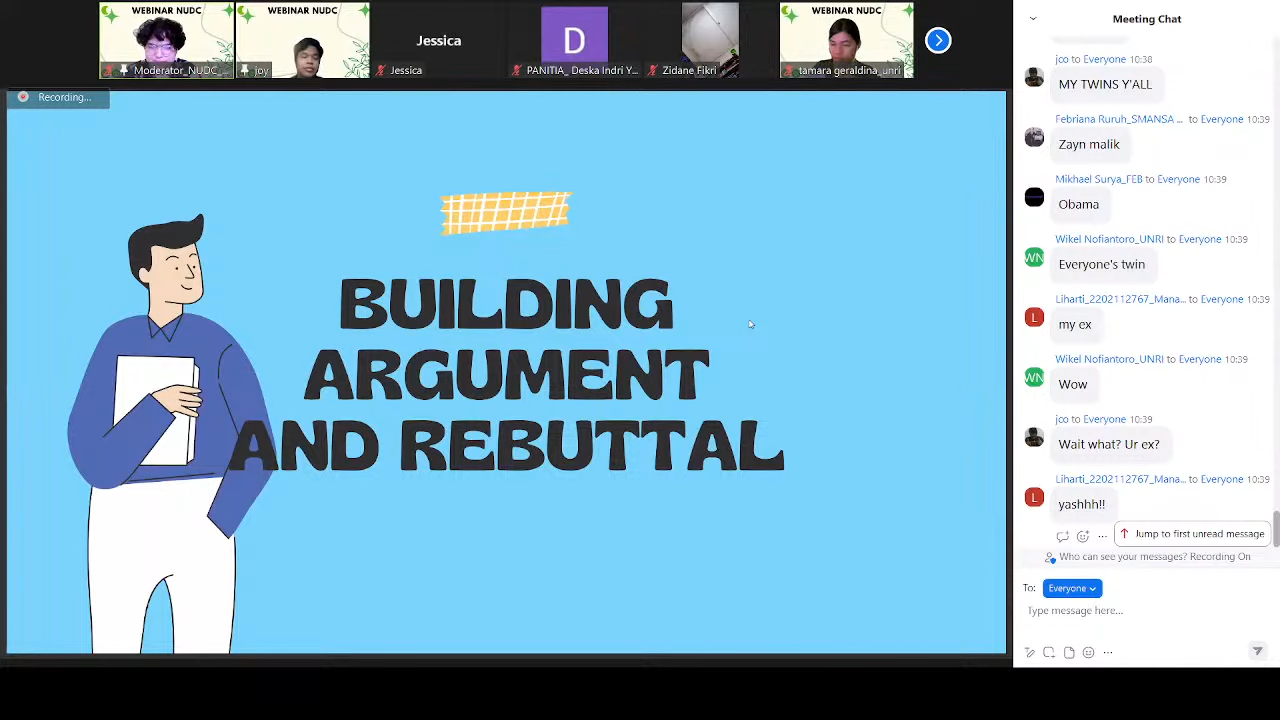 WEBINAR NUDC
Moderator_NUDC_...
WEBINAR NUDC
joy
Jessica
Jessica
D
PANITIA_ Deska Indri Y...
Zidane Fikri
WEBINAR NUDC
tamara geraldina_unri
Recording...
BUILDING
ARGUMENT
AND REBUTTAL
Meeting Chat
jco to Everyone 10:38
MY TWINS Y'ALL
Febriana Ruruh_SMANSA ... to Everyone 10:39
Zayn malik
Mikhael Surya_FEB to Everyone 10:39
Obama
WN
Wikel Nofiantoro_UNRI to Everyone 10:39
Everyone's twin
L
Liharti_2202112767_Mana... to Everyone 10:39
my ex
WN
Wikel Nofiantoro_UNRI to Everyone 10:39
Wow
jco to Everyone 10:39
Wait what? Ur ex?
L
Liharti_2202112767_Mana... to Everyone 10:39
yashhh!!
Jump to first unread message
Who can see your messages? Recording On
To: Everyone
Type message here...